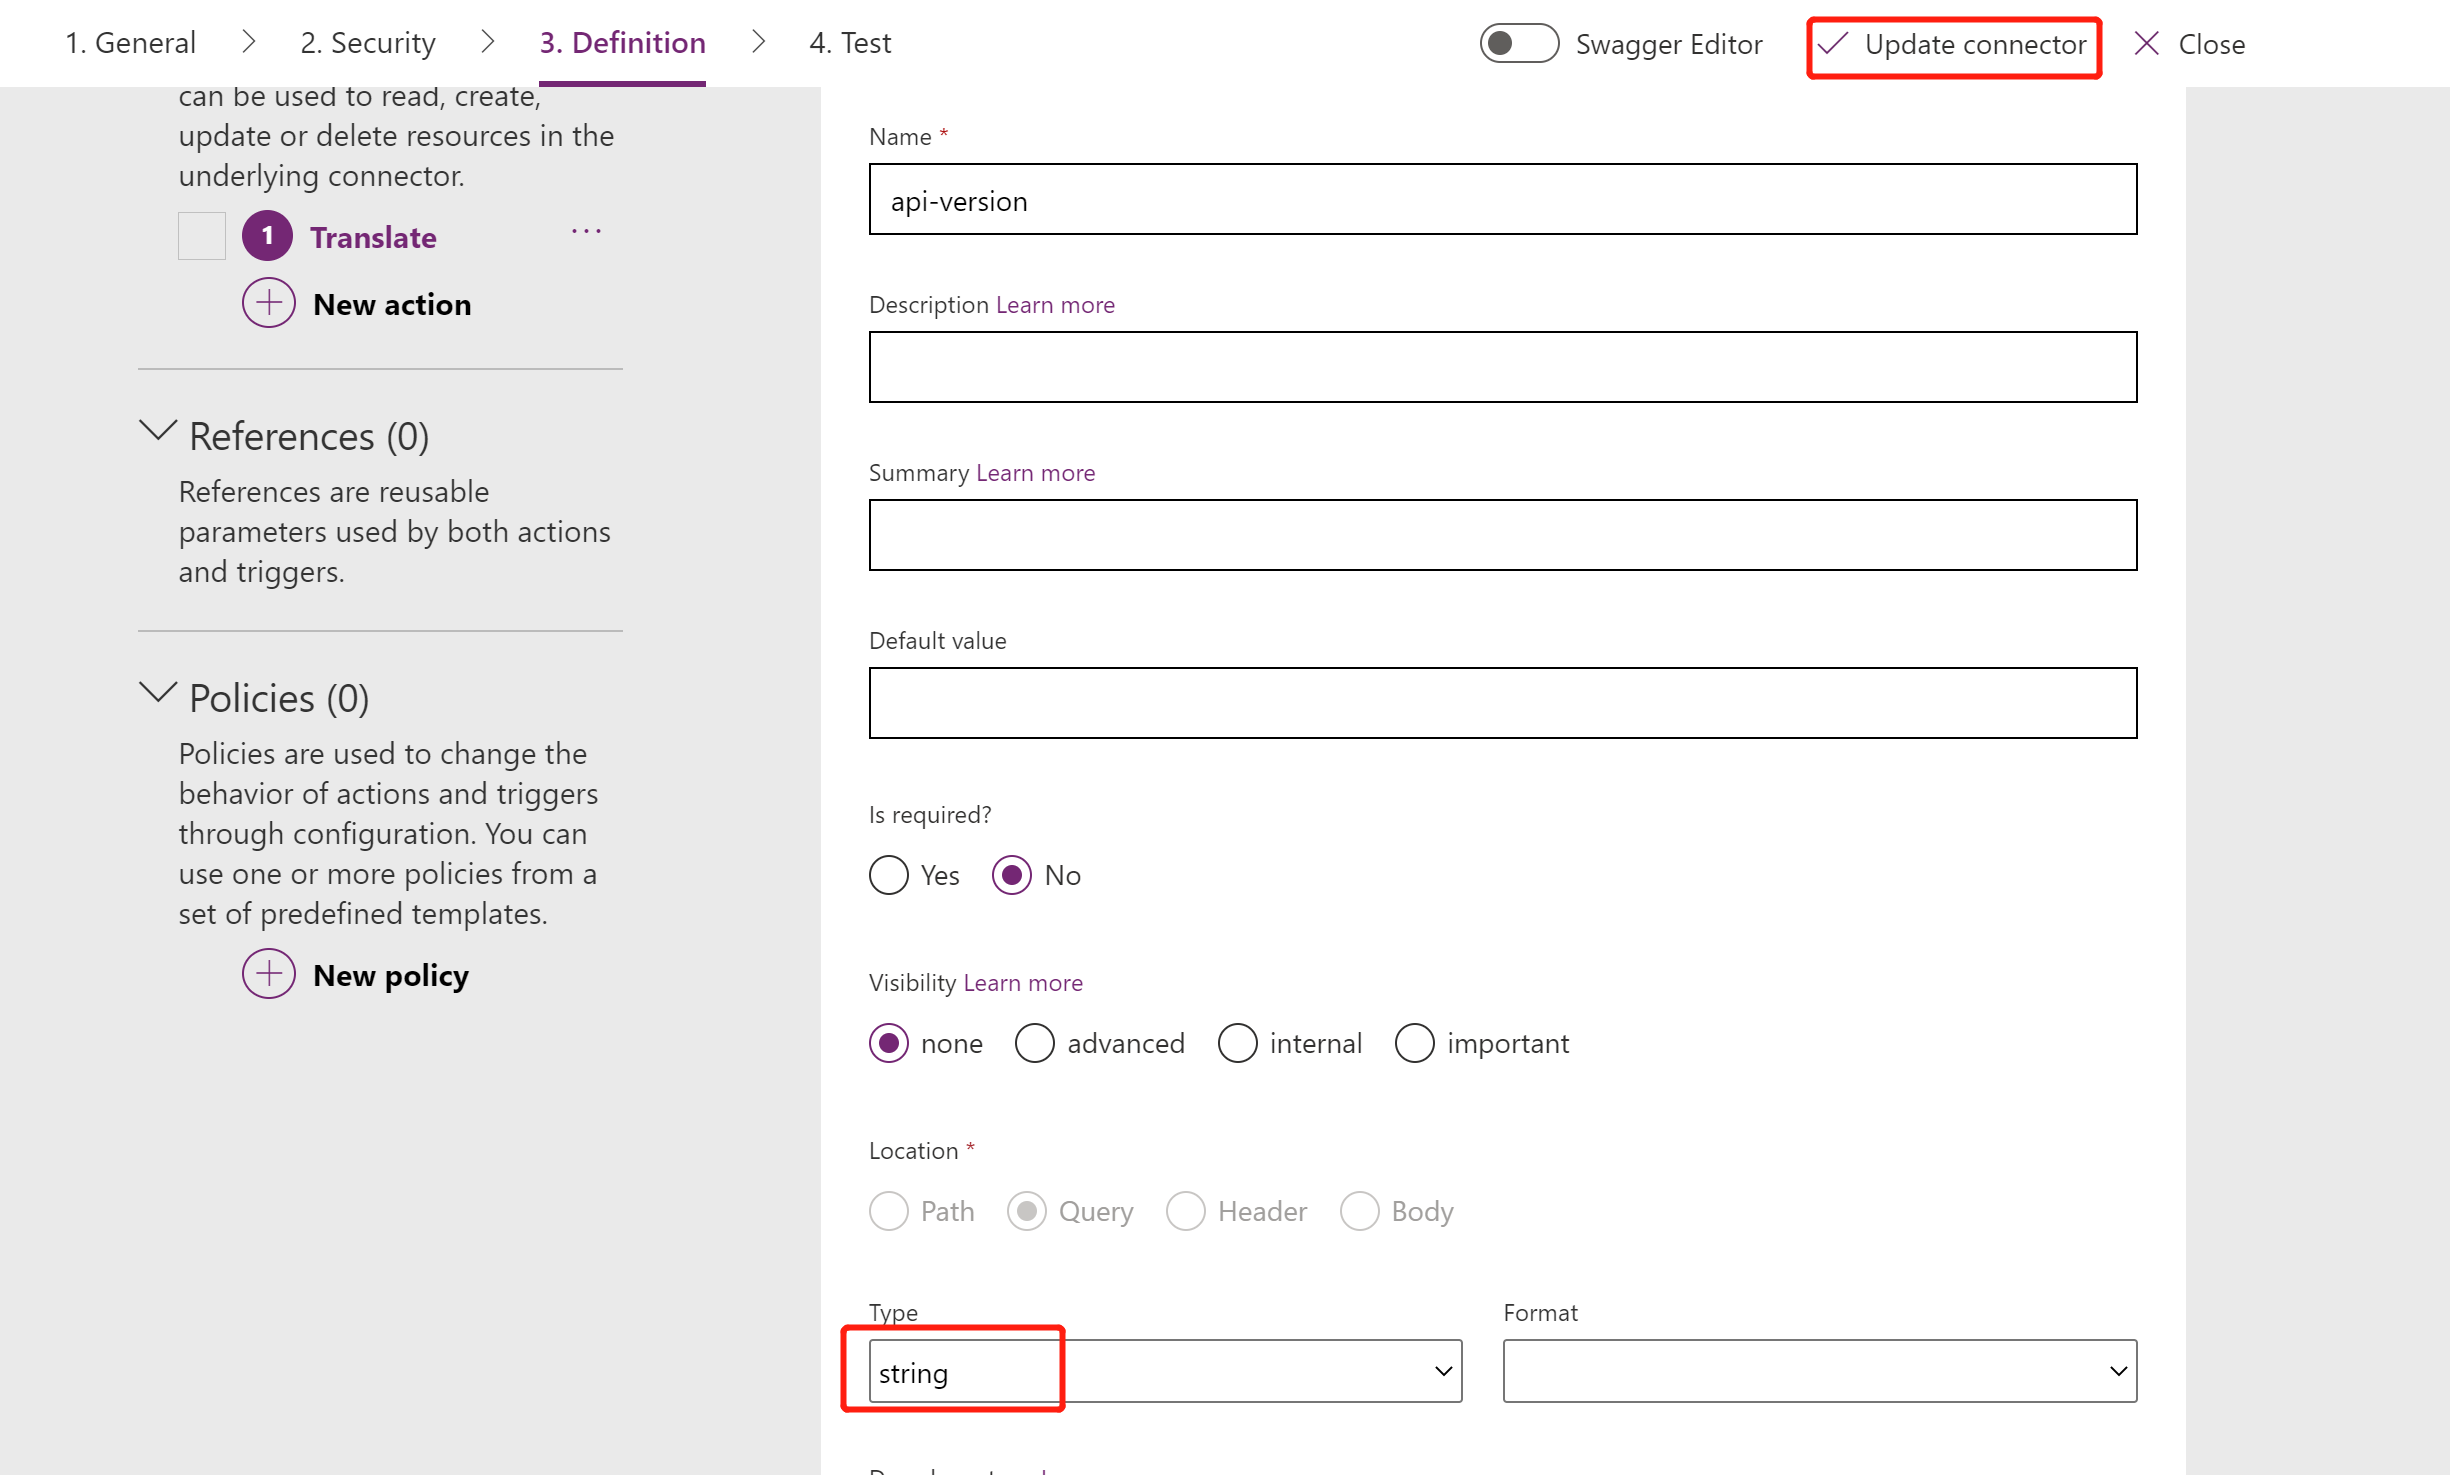 1. General
2. Security
3. Definition
4. Test
Swagger Editor
Update connector
Close
can be used to read, create,
update or delete resources in the
underlying connector.
1 Translate ...
New action
References (0)
References are reusable
parameters used by both actions
and triggers.
Policies (0)
Policies are used to change the
behavior of actions and triggers
through configuration. You can
use one or more policies from a
set of predefined templates.
New policy
Name *
api-version
Description Learn more
Summary Learn more
Default value
Is required?
Yes No
Visibility Learn more
none advanced internal important
Location *
Path Query Header Body
Type
string
Format